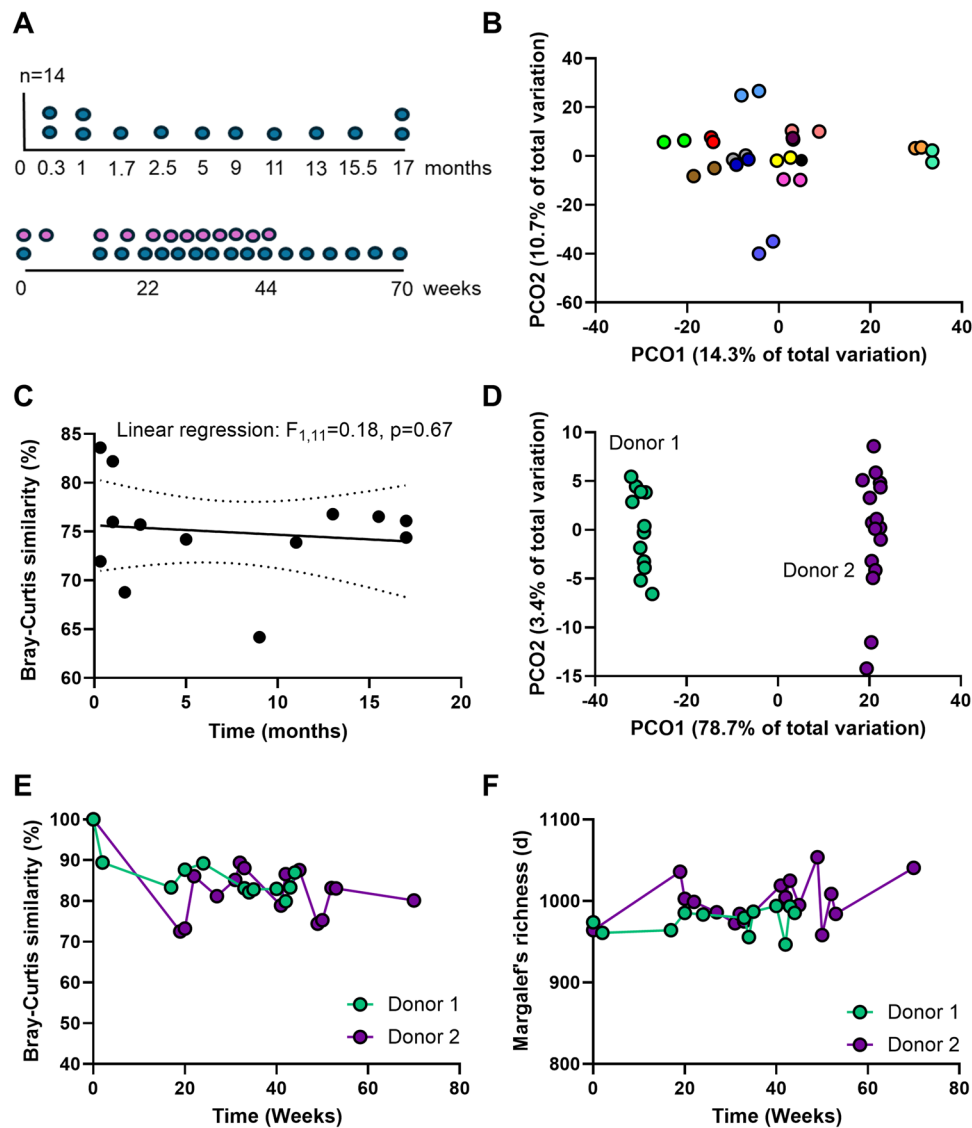 A
n=14
0 0.3 1 1.7 2.5 5 9 11 13 15.5 17 months
0 22 44 70 weeks
B
PCO2 (10.7% of total variation)
40
20
0
-20
-40
-60
-40 -20 0 20 40
PCO1 (14.3% of total variation)
C
Linear regression: F1,11=0.18, p=0.67
Bray-Curtis similarity (%)
85
80
75
70
65
60
0 5 10 15 20
Time (months)
D
PCO2 (3.4% of total variation)
10
5
0
-5
-10
-15
Donor 1
Donor 2
-40 -20 0 20 40
PCO1 (78.7% of total variation)
E
Bray-Curtis similarity (%)
100
90
80
70
60
50
40
Donor 1
Donor 2
0 20 40 60 80
Time (Weeks)
F
Margalef's richness (d)
1100
1000
900
800
Donor 1
Donor 2
0 20 40 60 80
Time (Weeks)